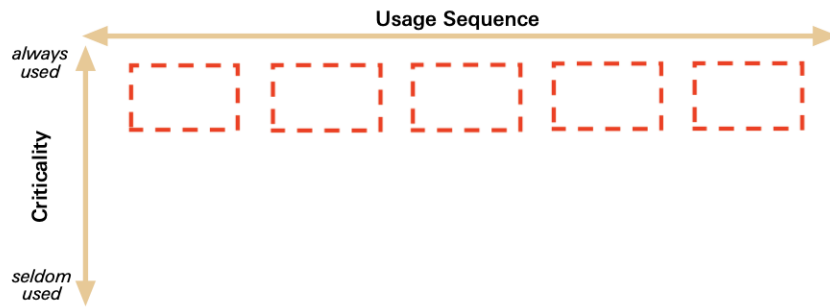 Usage Sequence
always
used
Criticality
seldom
used